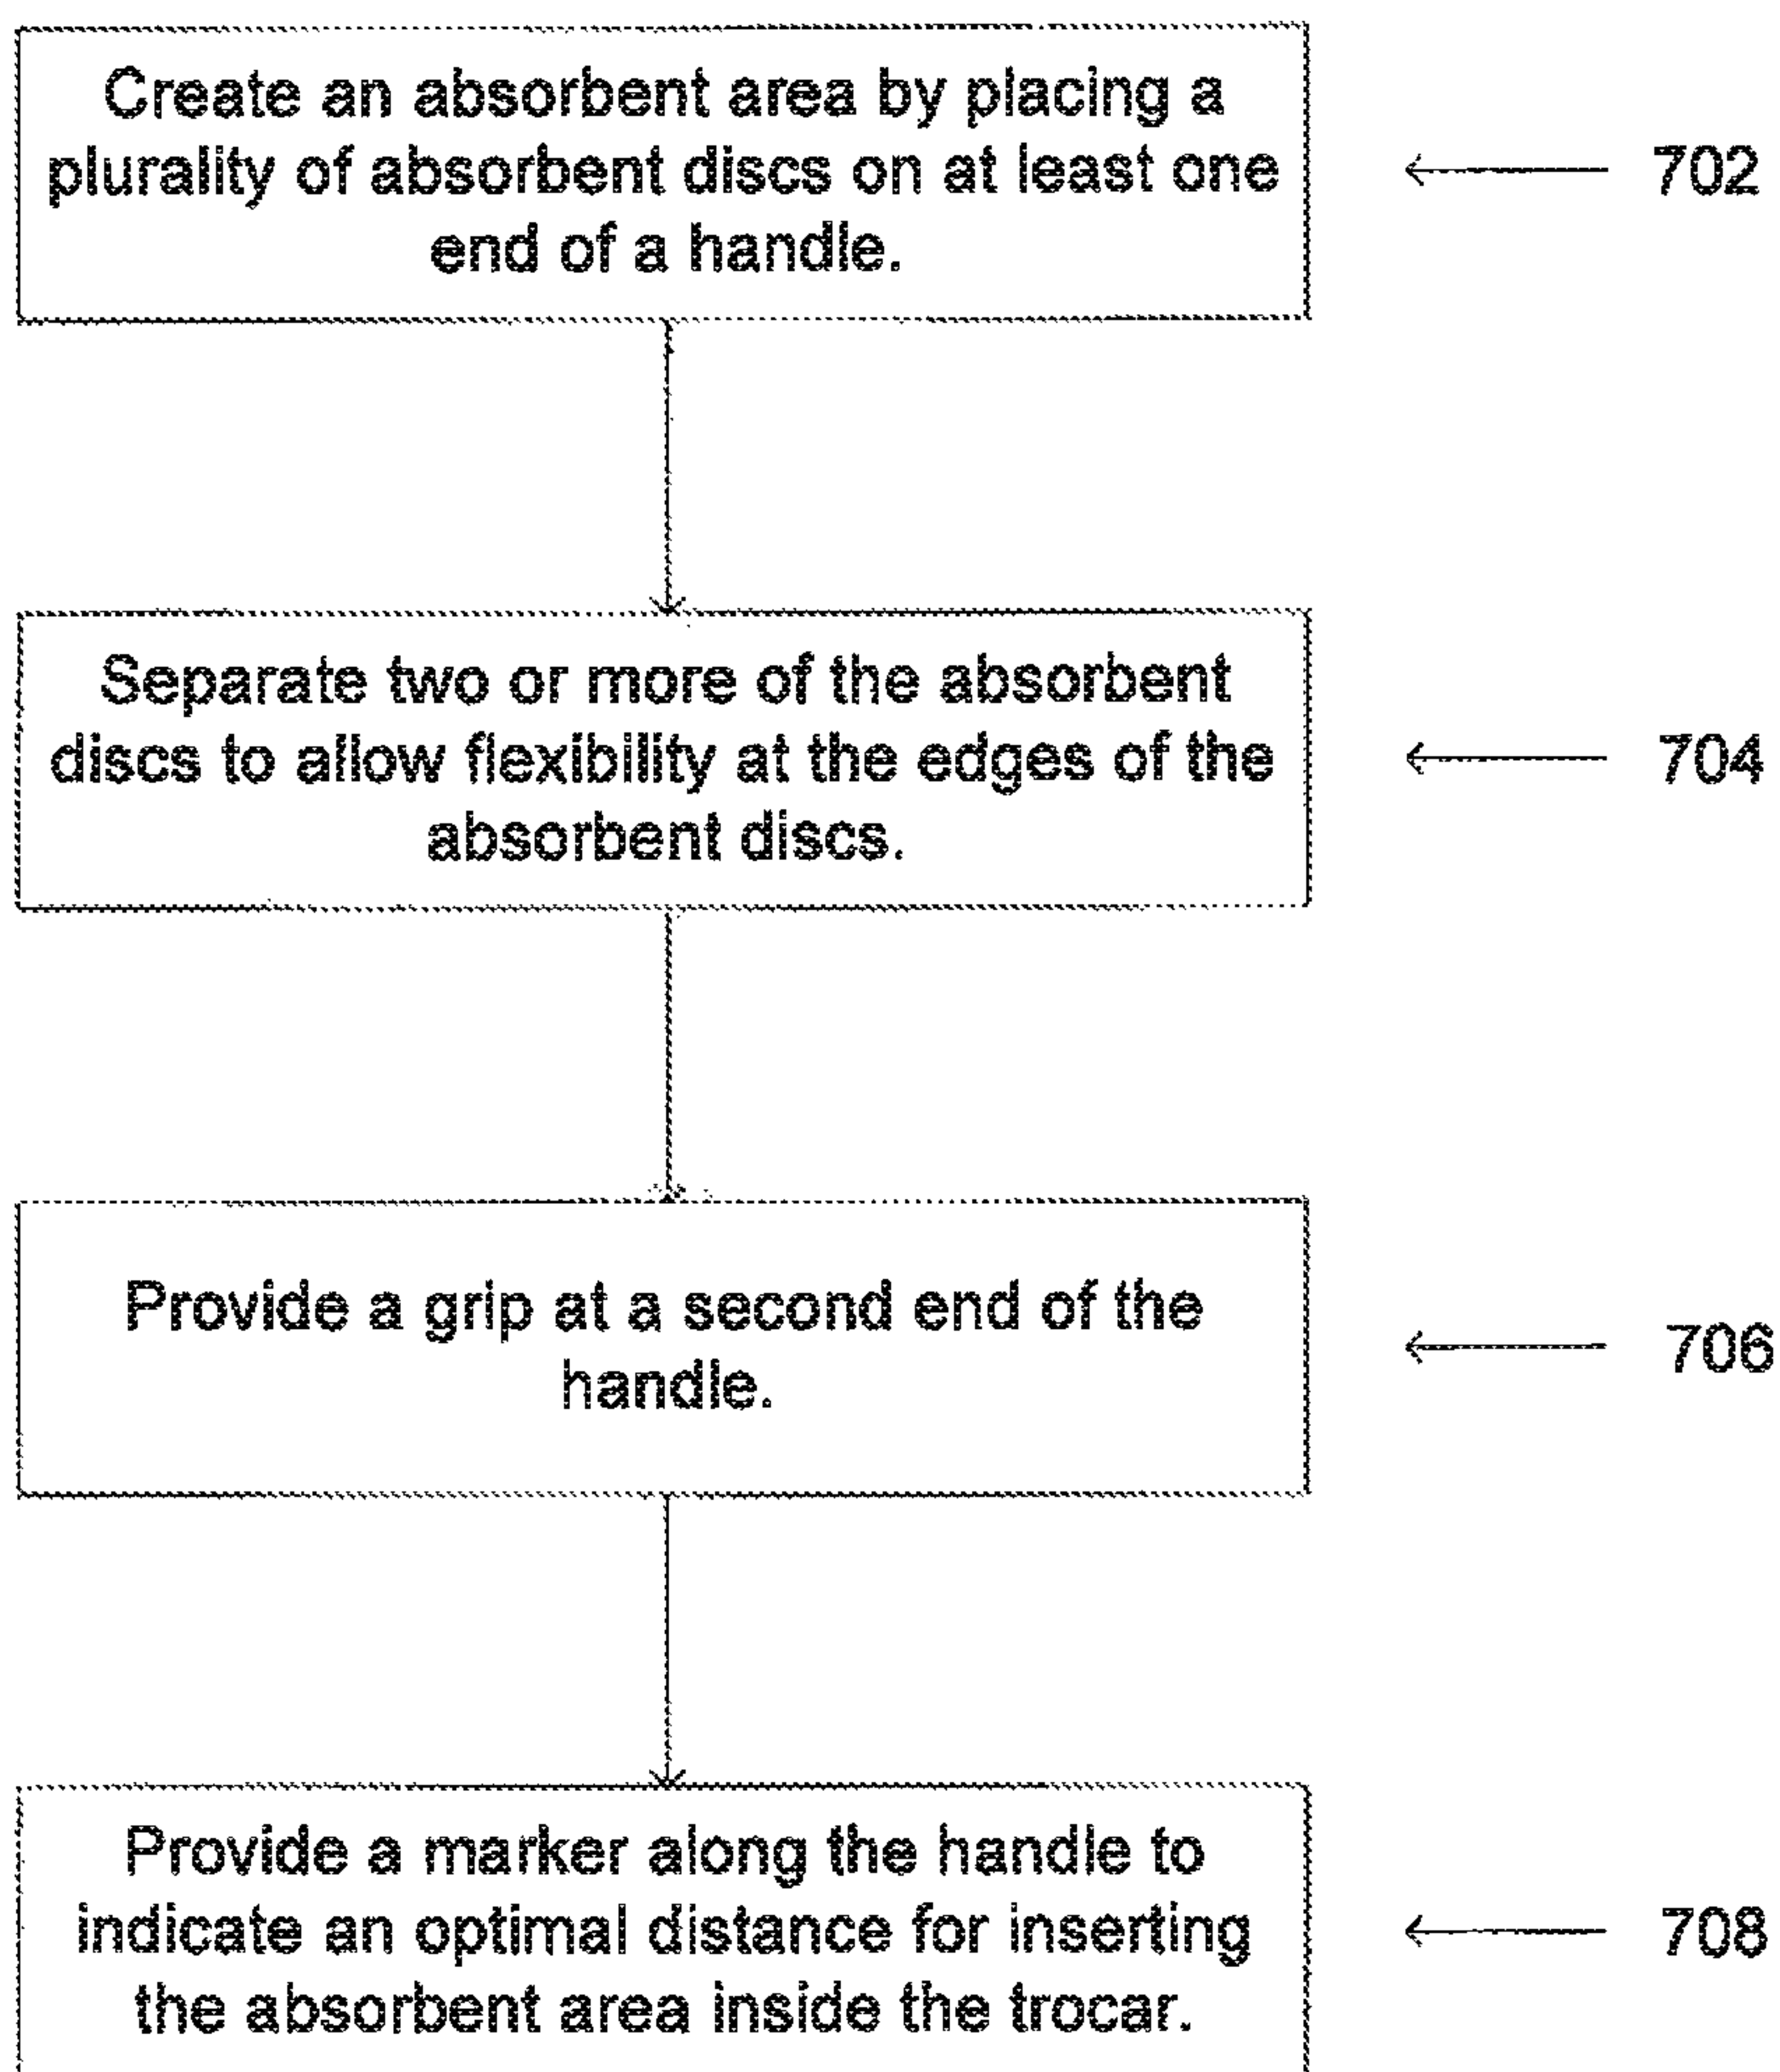 Create an absorbent area by placing a
plurality of absorbent discs on at least one
end of a handle.
702
Separate two or more of the absorbent
discs to allow flexibility at the edges of the
absorbent discs.
704
Provide a grip at a second end of the
handle.
706
Provide a marker along the handle to
indicate an optimal distance for inserting
the absorbent area inside the trocar.
708